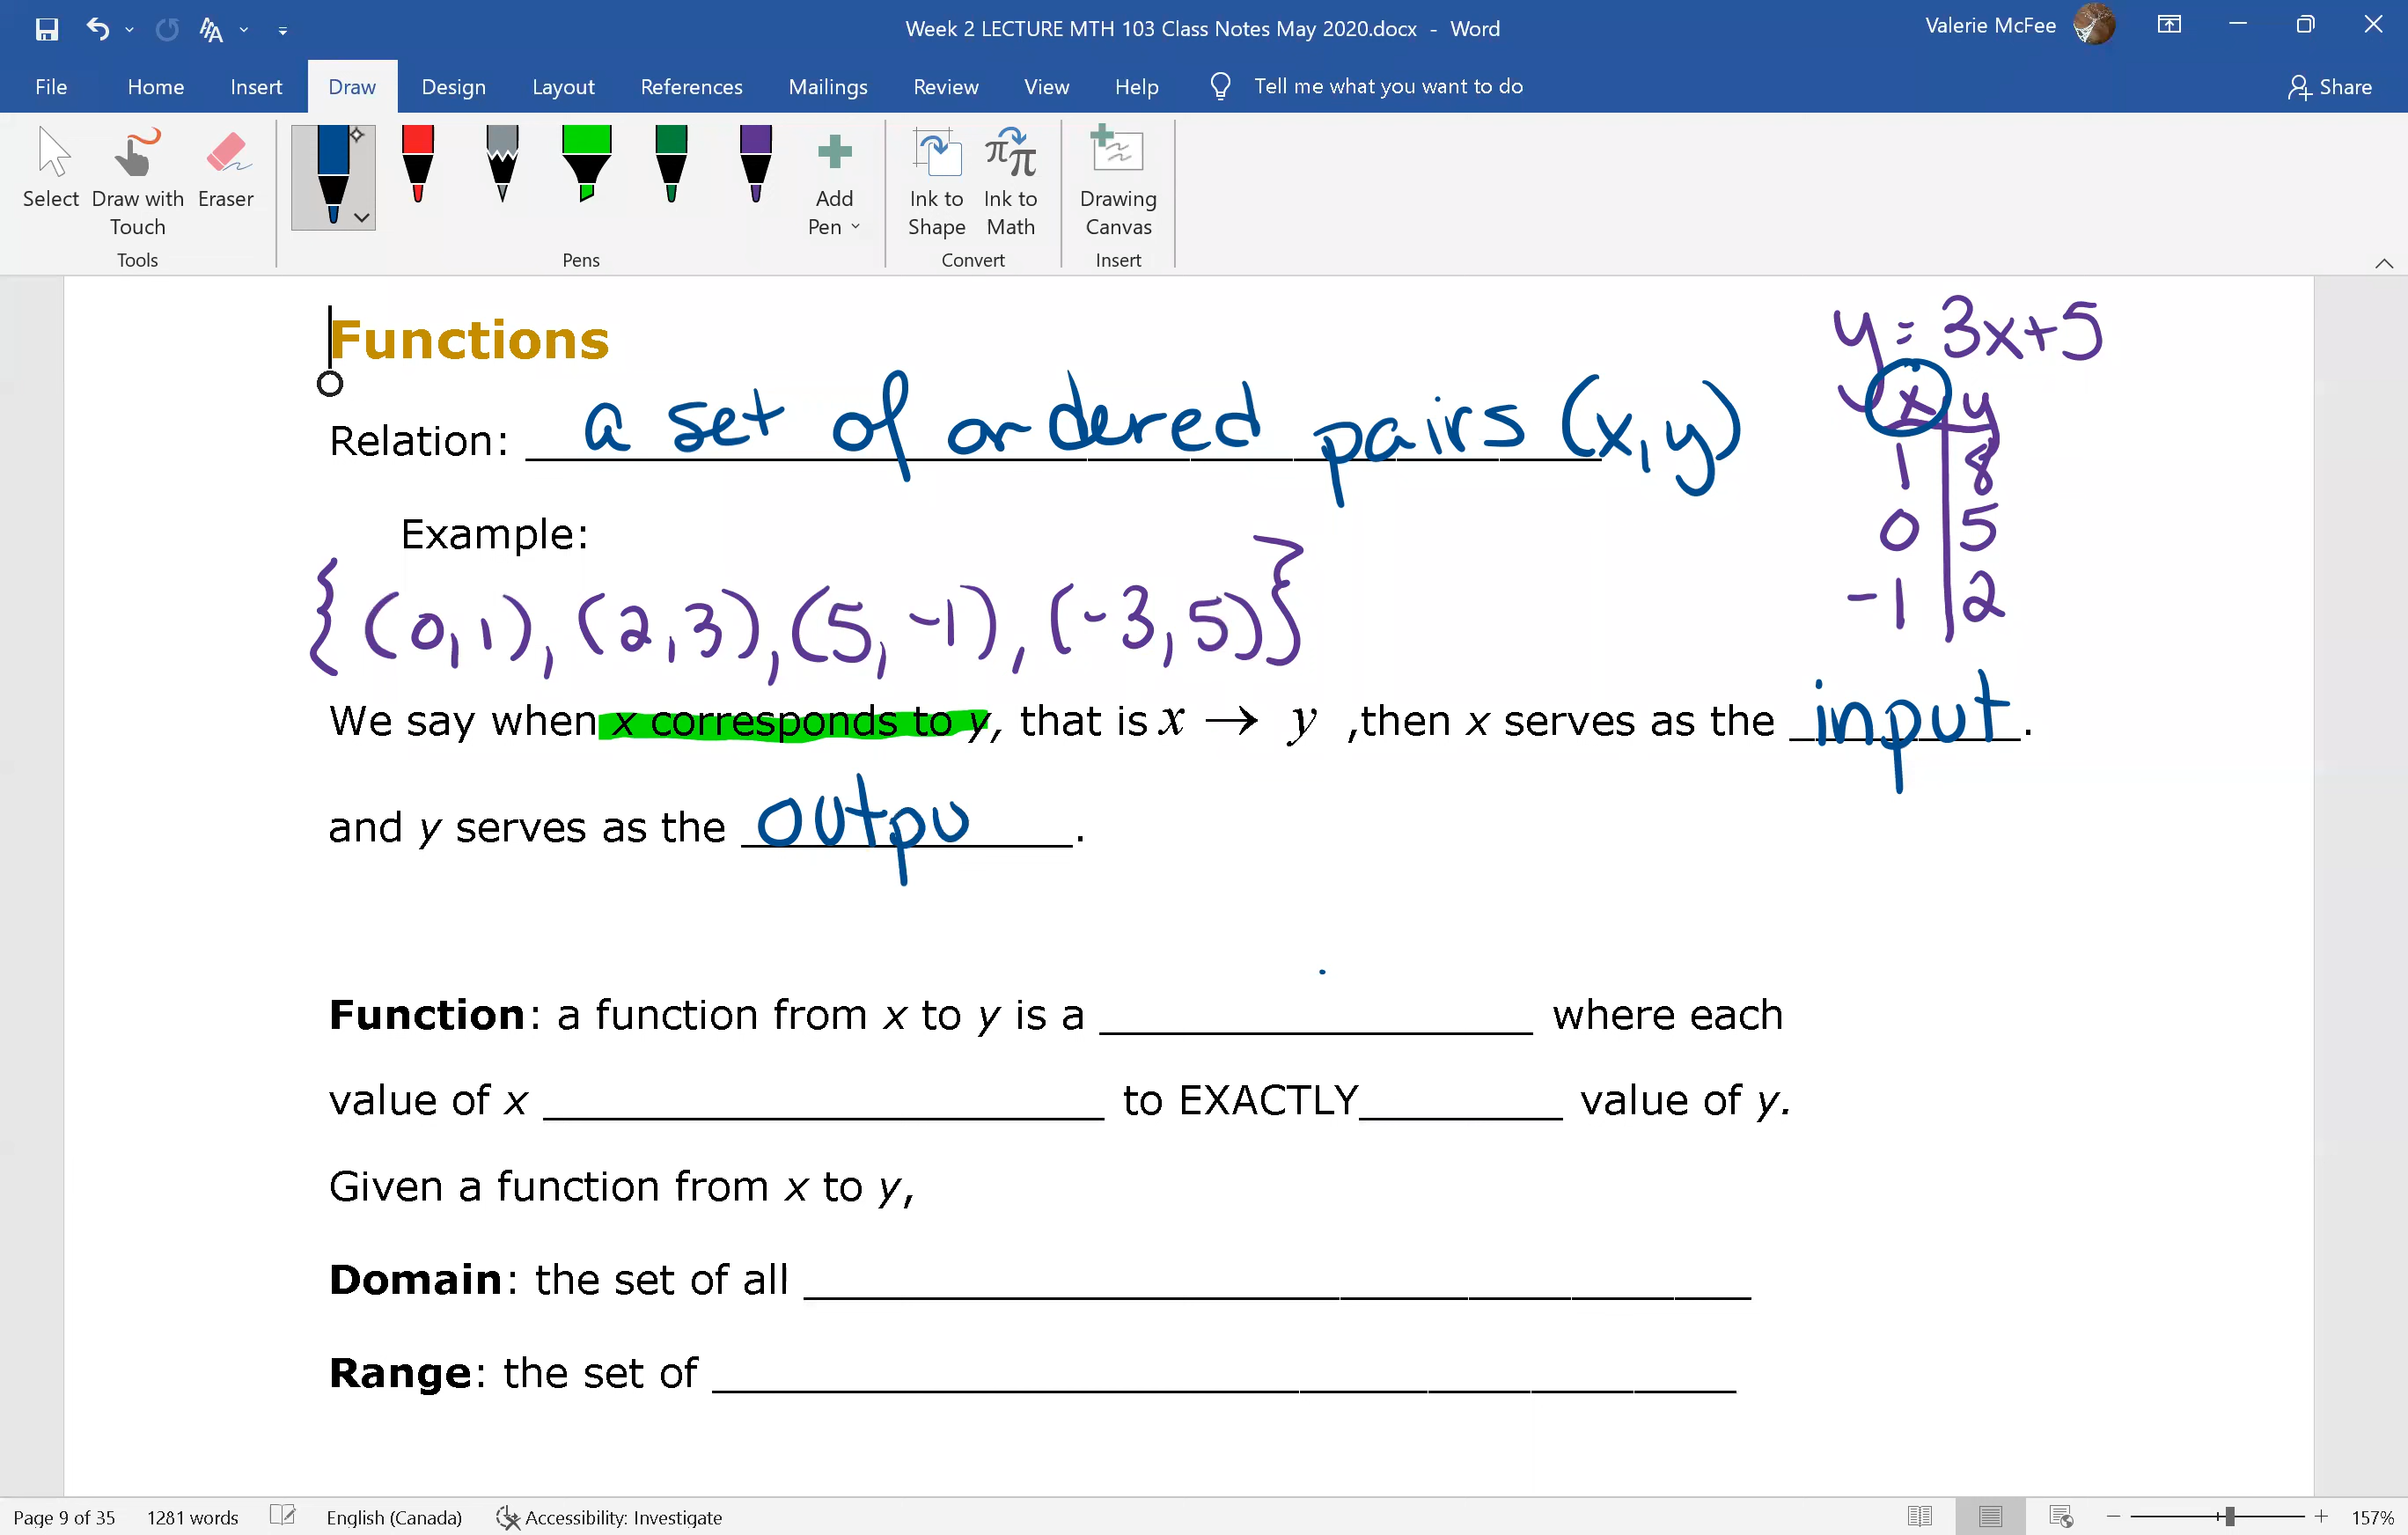 Week 2 LECTURE MTH 103 Class Notes May 2020.docx - Word
Valerie McFee
File Home Insert Draw Design Layout References Mailings Review View Help Tell me what you want to do Share
Select Draw with Touch Eraser Add Pen Ink to Shape Ink to Math Drawing Canvas
Tools Pens Convert Insert
Functions
y = 3x+5
Relation: a set of ordered pairs (x,y)
x y
1 8
0 5
-1 2
Example:
{(0,1), (2,3), (5,-1), (-3,5)}
We say when x corresponds to y, that is x → y ,then x serves as the input.
and y serves as the outpu.
Function: a function from x to y is a ____________ where each
value of x ____________ to EXACTLY________ value of y.
Given a function from x to y,
Domain: the set of all ____________
Range: the set of ____________
Page 9 of 35 1281 words English (Canada) Accessibility: Investigate 157%